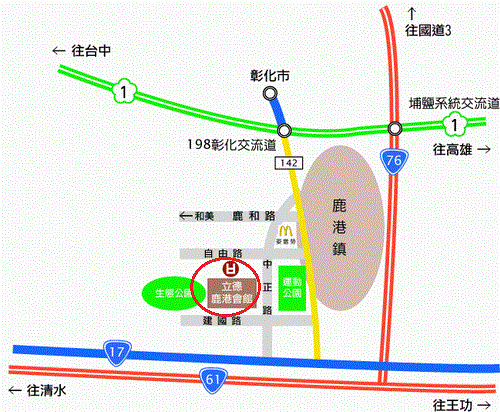 ↑
往國道3
← 往台中
彰化市
1
埔鹽系統交流道
1
198彰化交流道
往高雄 →
142
76
鹿港鎮
← 和美 鹿和路
麥當勞
自由路
中正路
運動
公園
生態公園
立德
鹿港會館
建國路
17
61
← 往清水
往王功 →